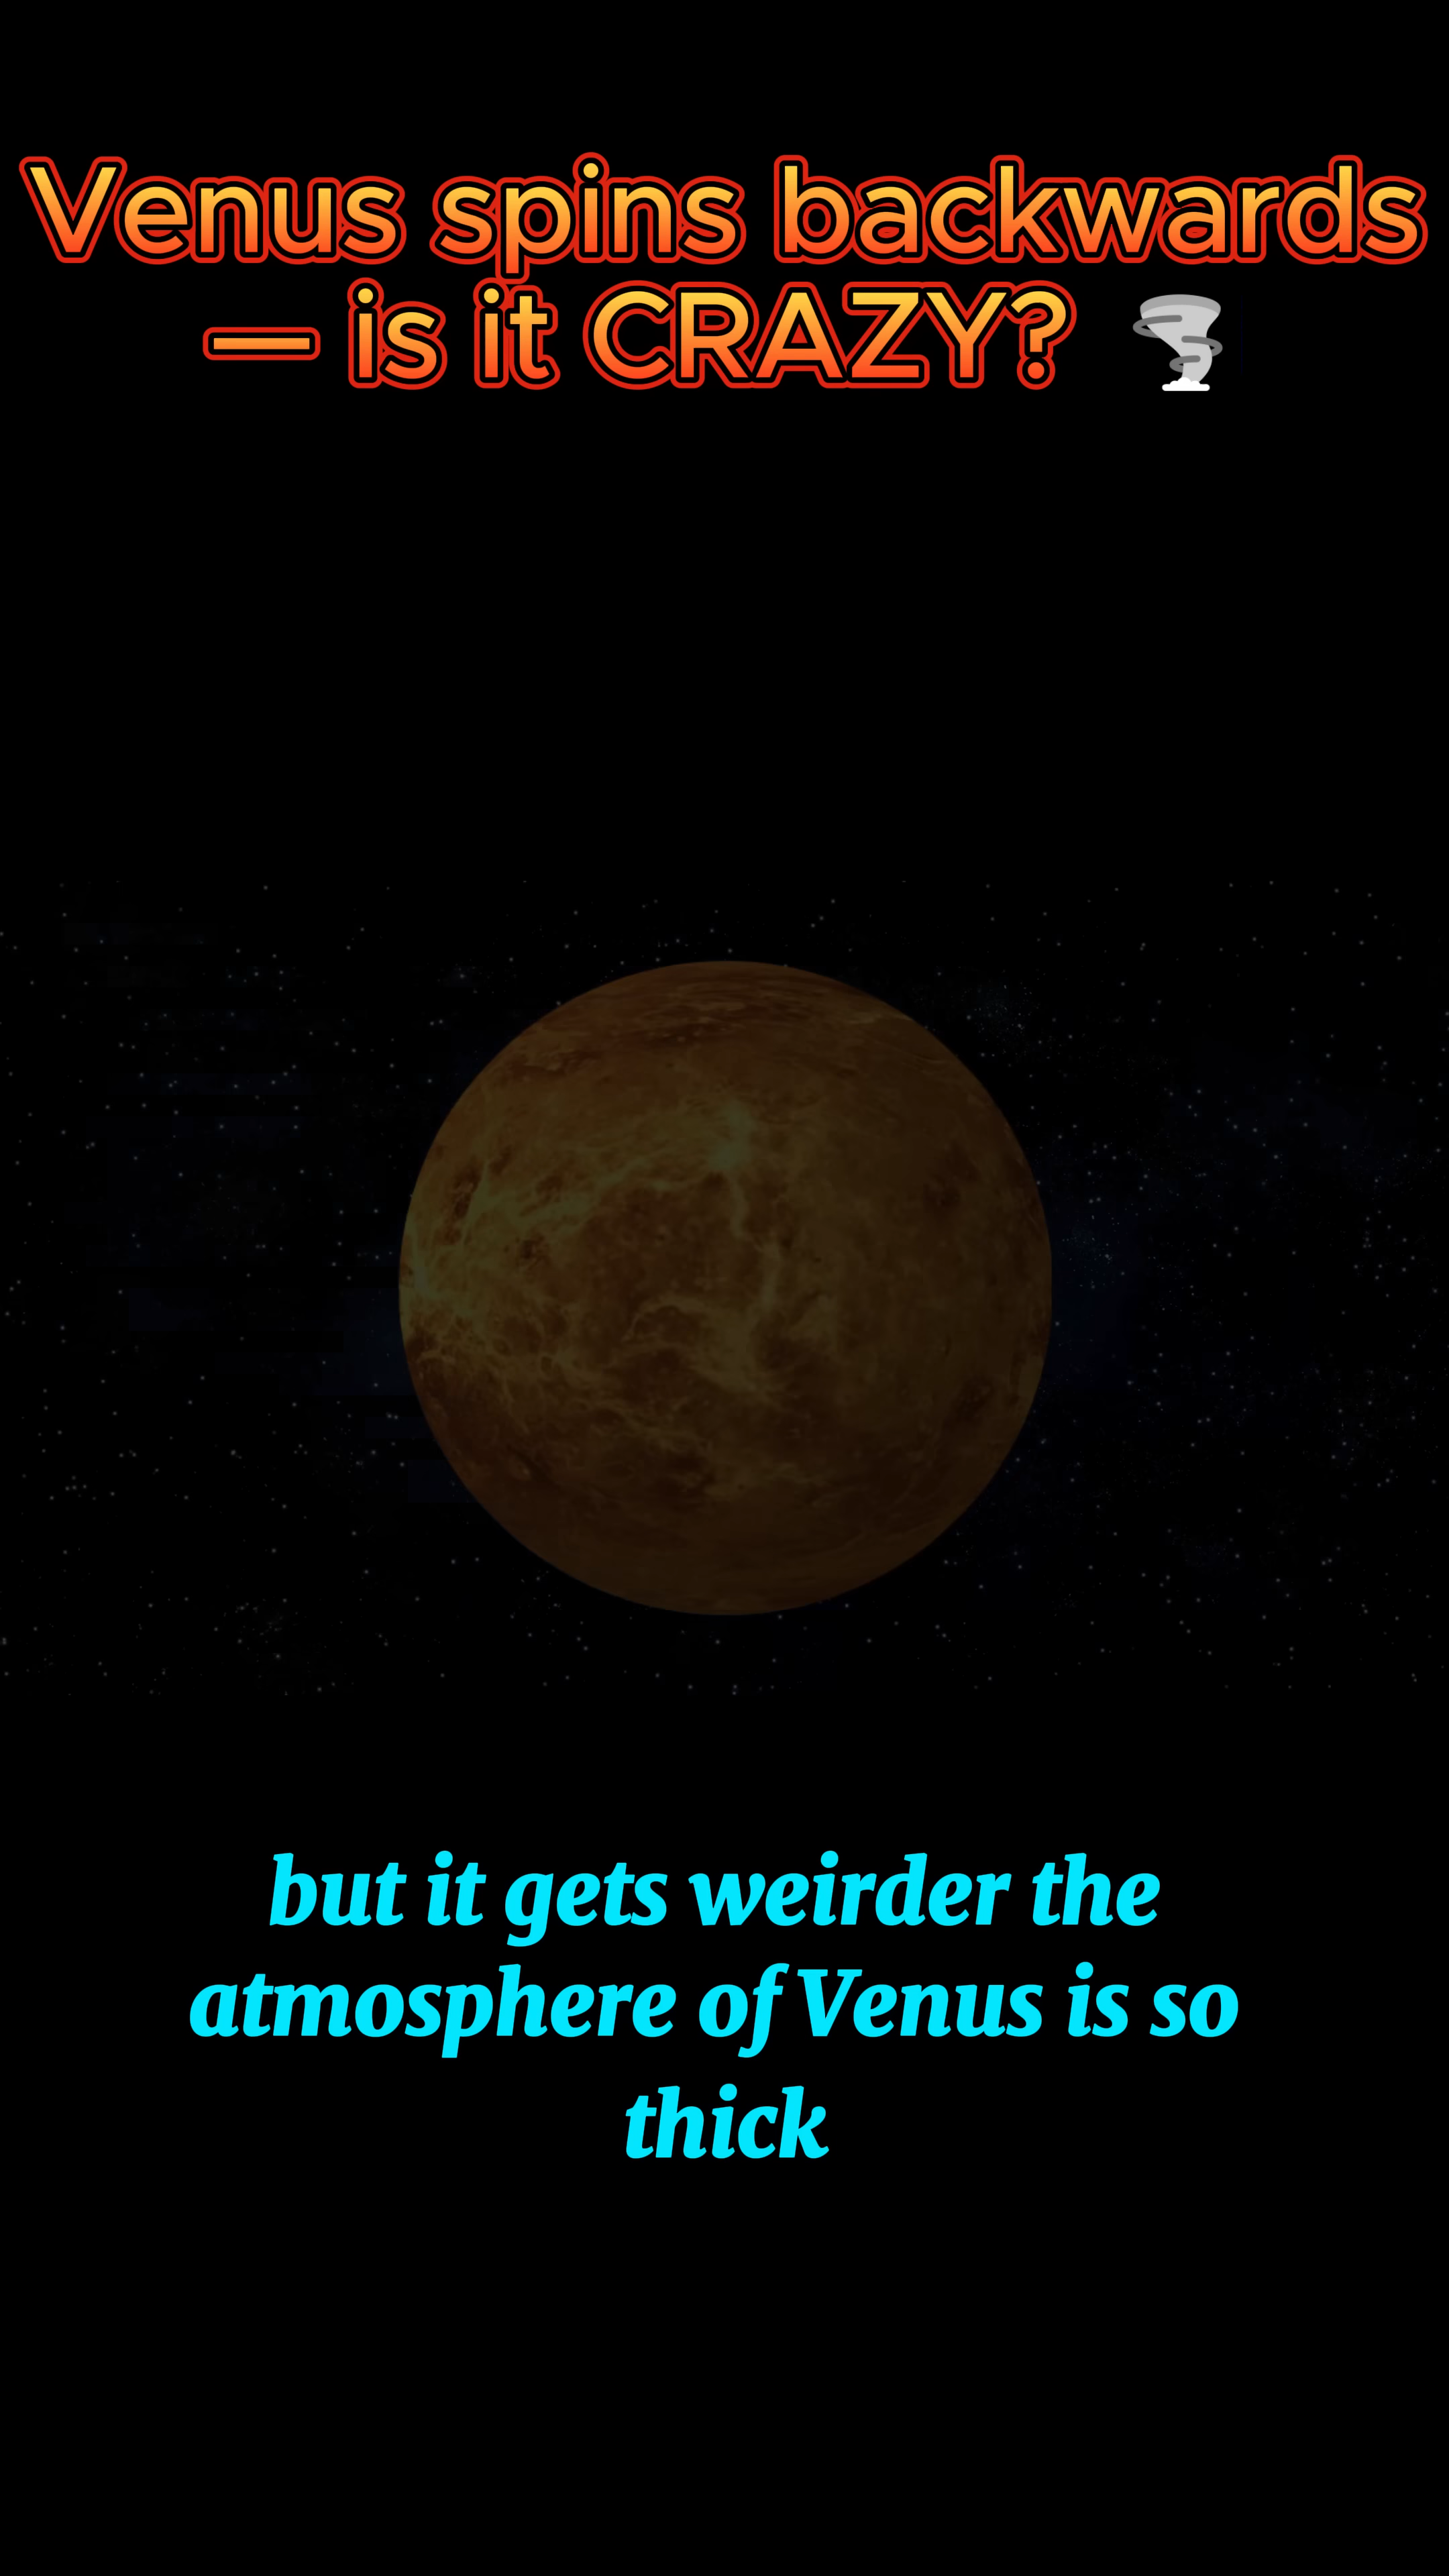 Venus spins backwards
— is it CRAZY? 🌪️
but it gets weirder the
atmosphere of Venus is so
thick